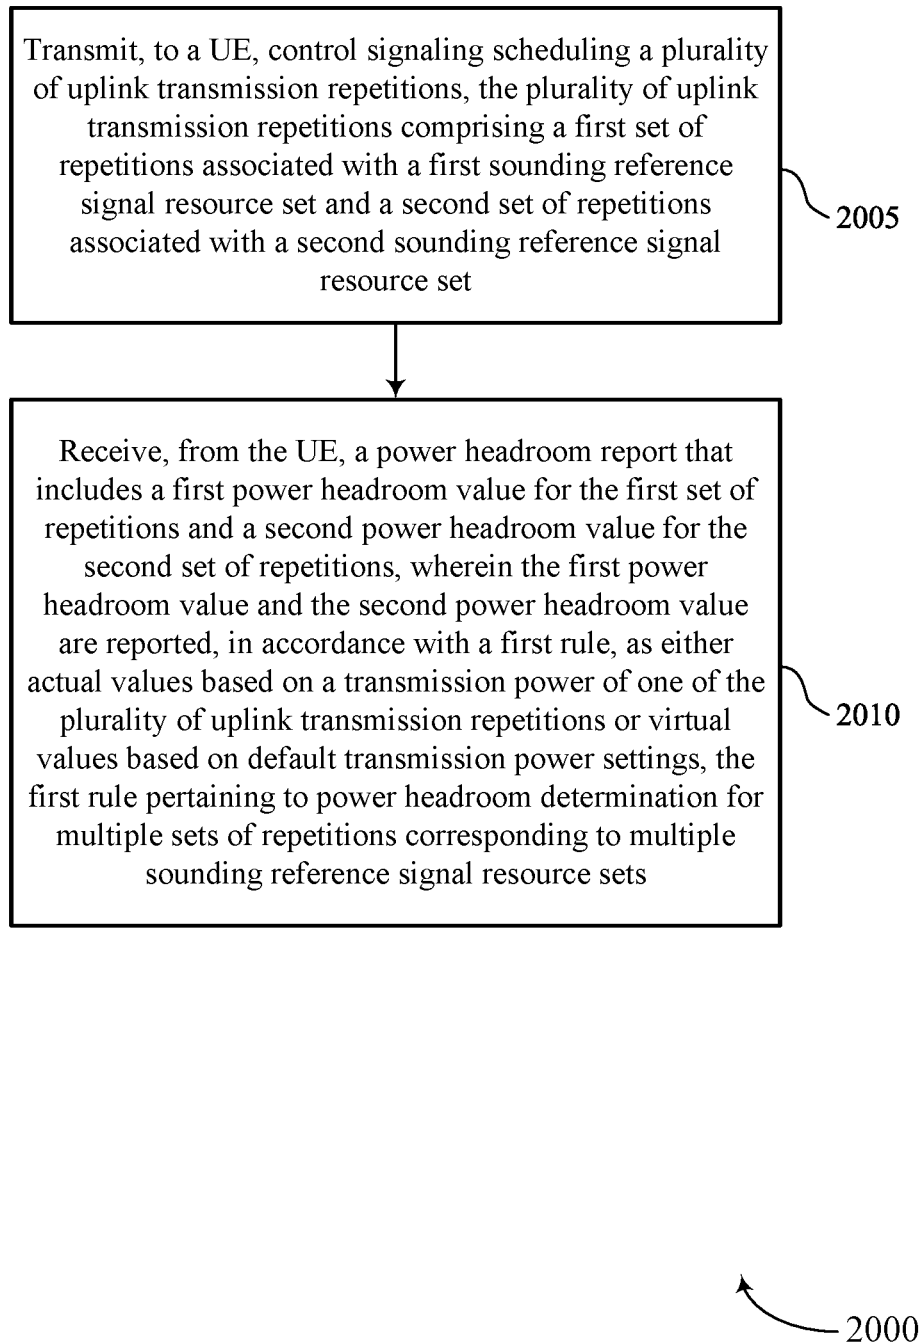 Transmit, to a UE, control signaling scheduling a plurality
of uplink transmission repetitions, the plurality of uplink
transmission repetitions comprising a first set of
repetitions associated with a first sounding reference
signal resource set and a second set of repetitions
associated with a second sounding reference signal
resource set
2005
Receive, from the UE, a power headroom report that
includes a first power headroom value for the first set of
repetitions and a second power headroom value for the
second set of repetitions, wherein the first power
headroom value and the second power headroom value
are reported, in accordance with a first rule, as either
actual values based on a transmission power of one of the
plurality of uplink transmission repetitions or virtual
values based on default transmission power settings, the
first rule pertaining to power headroom determination for
multiple sets of repetitions corresponding to multiple
sounding reference signal resource sets
2010
2000